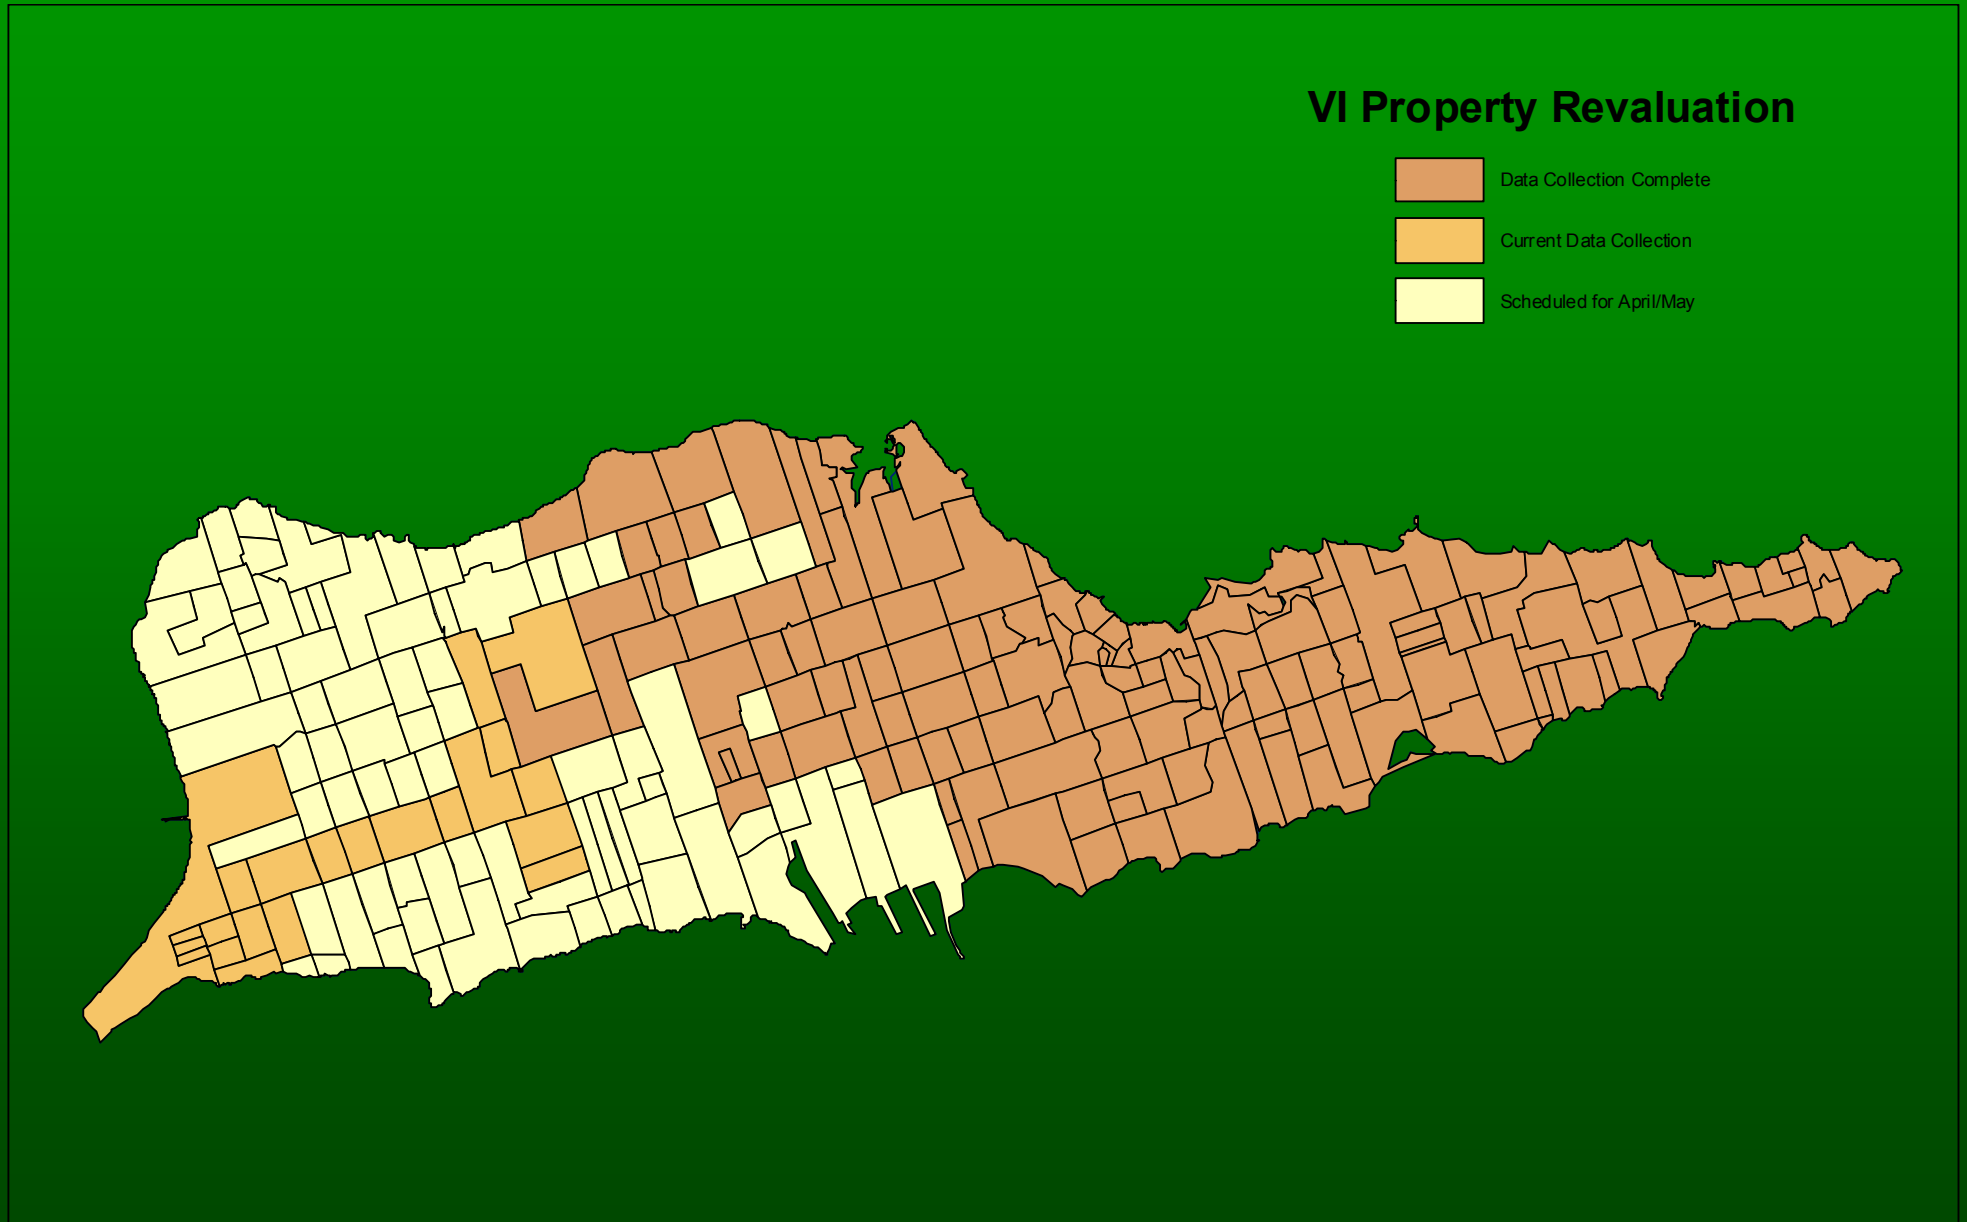 VI Property Revaluation
Data Collection Complete
Current Data Collection
Scheduled for April/May